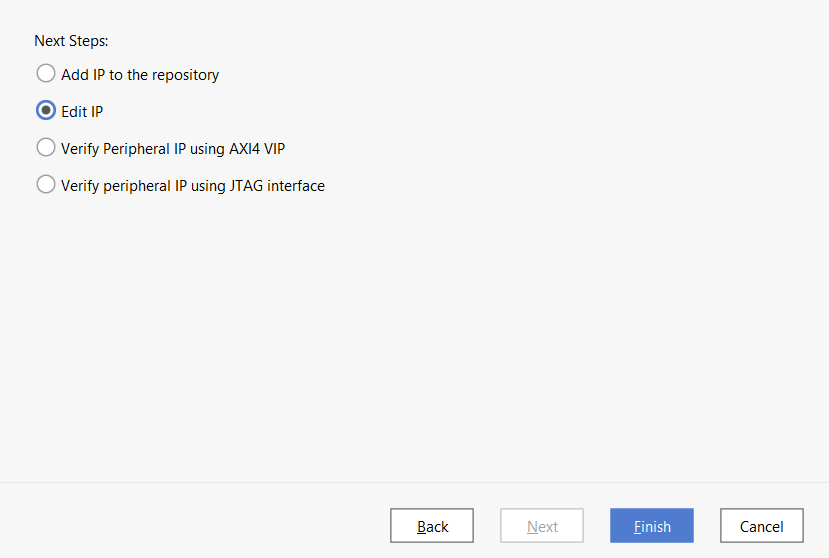 Next Steps:
Add IP to the repository
Edit IP
Verify Peripheral IP using AXI4 VIP
Verify peripheral IP using JTAG interface
Back Next Finish Cancel